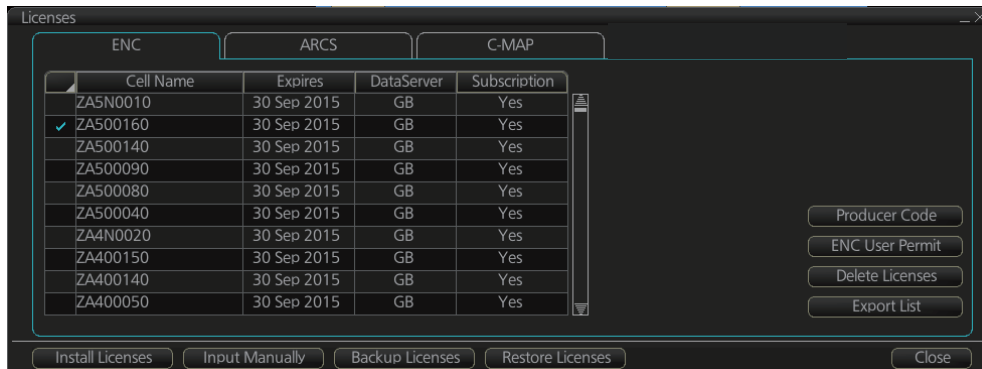 Licenses
ENC ARCS C-MAP
Cell Name Expires DataServer Subscription
ZA5N0010 30 Sep 2015 GB Yes
ZA500160 30 Sep 2015 GB Yes
ZA500140 30 Sep 2015 GB Yes
ZA500090 30 Sep 2015 GB Yes
ZA500080 30 Sep 2015 GB Yes
ZA500040 30 Sep 2015 GB Yes
ZA4N0020 30 Sep 2015 GB Yes
ZA400150 30 Sep 2015 GB Yes
ZA400140 30 Sep 2015 GB Yes
ZA400050 30 Sep 2015 GB Yes
Producer Code
ENC User Permit
Delete Licenses
Export List
Install Licenses Input Manually Backup Licenses Restore Licenses Close